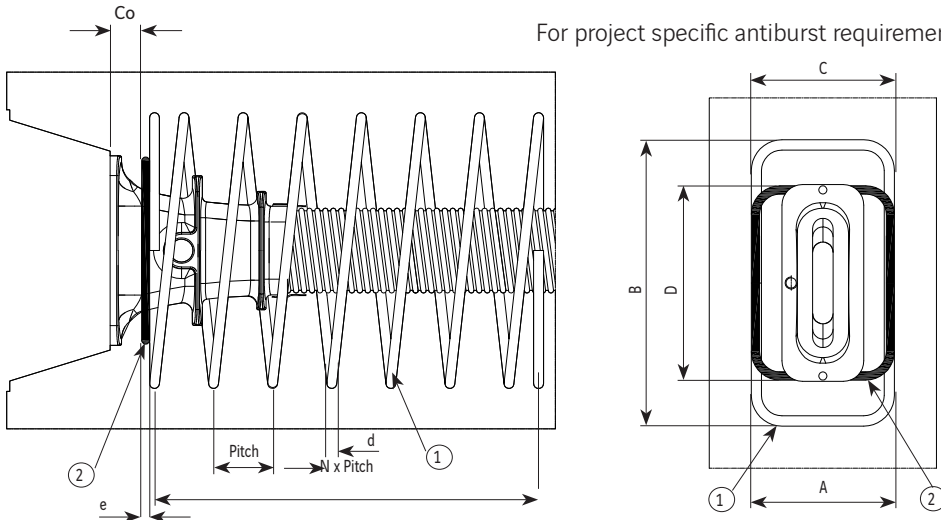 Co
For project specific antiburst requiremen
C
B
D
d
1
Pitch
N x Pitch
2
e
1
A
2